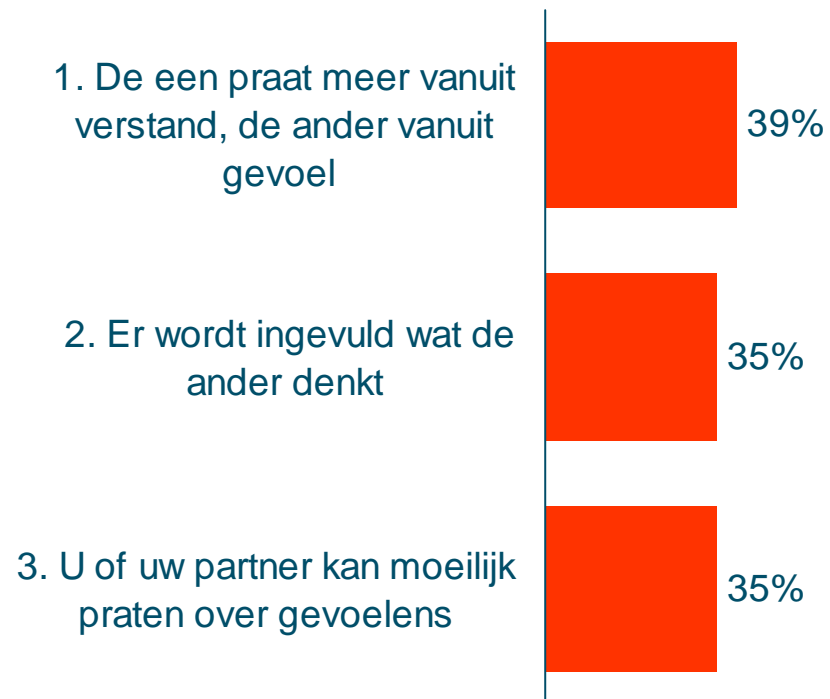 1. De een praat meer vanuit
verstand, de ander vanuit
gevoel
39%
2. Er wordt ingevuld wat de
ander denkt
35%
3. U of uw partner kan moeilijk
praten over gevoelens
35%